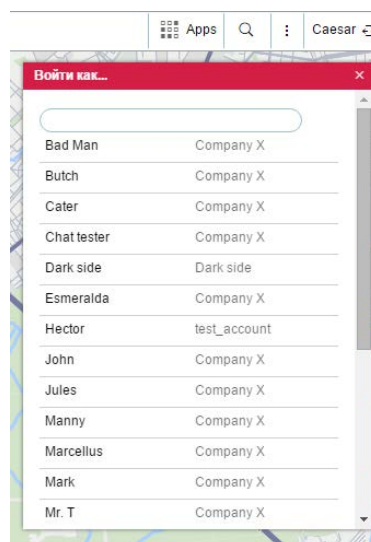 Apps
Caesar
Войти как...
Bad Man Company X
Butch Company X
Cater Company X
Chat tester Company X
Dark side Dark side
Esmeralda Company X
Hector test_account
John Company X
Jules Company X
Manny Company X
Marcellus Company X
Mark Company X
Mr. T Company X